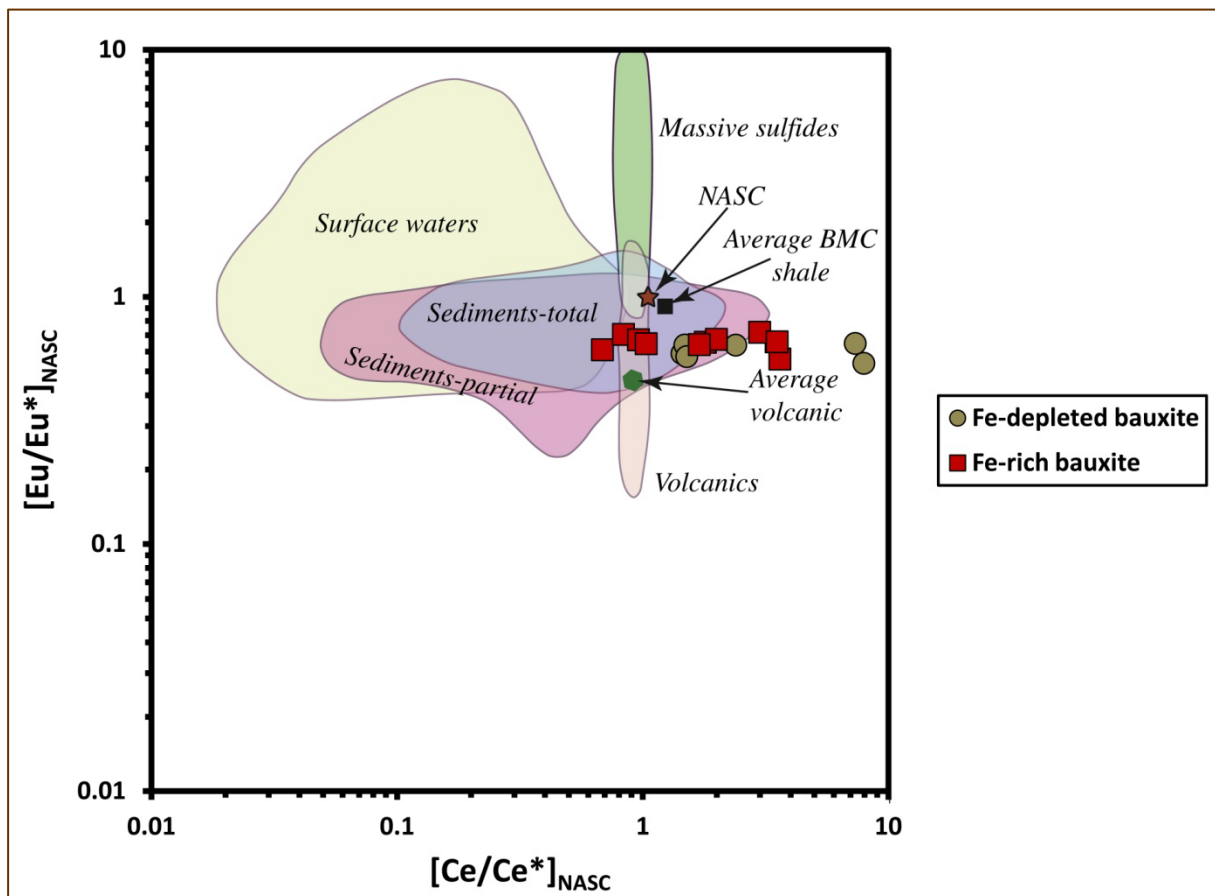 10
Massive sulfides
NASC
Surface waters
Average BMC
shale
1
Sediments-total
Sediments-partial
Average
volcanic
Volcanics
[Eu/Eu*]NASC
0.1
0.01
0.01
0.1
1
10
[Ce/Ce*]NASC
Fe-depleted bauxite
Fe-rich bauxite